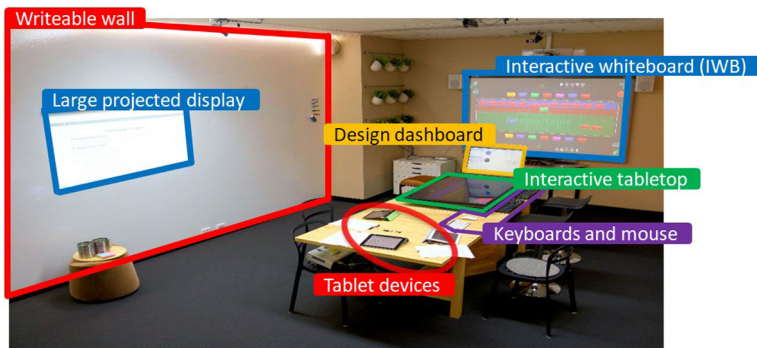 Writeable wall
Interactive whiteboard (IWB)
Large projected display
Design dashboard
Interactive tabletop
Keyboards and mouse
Tablet devices